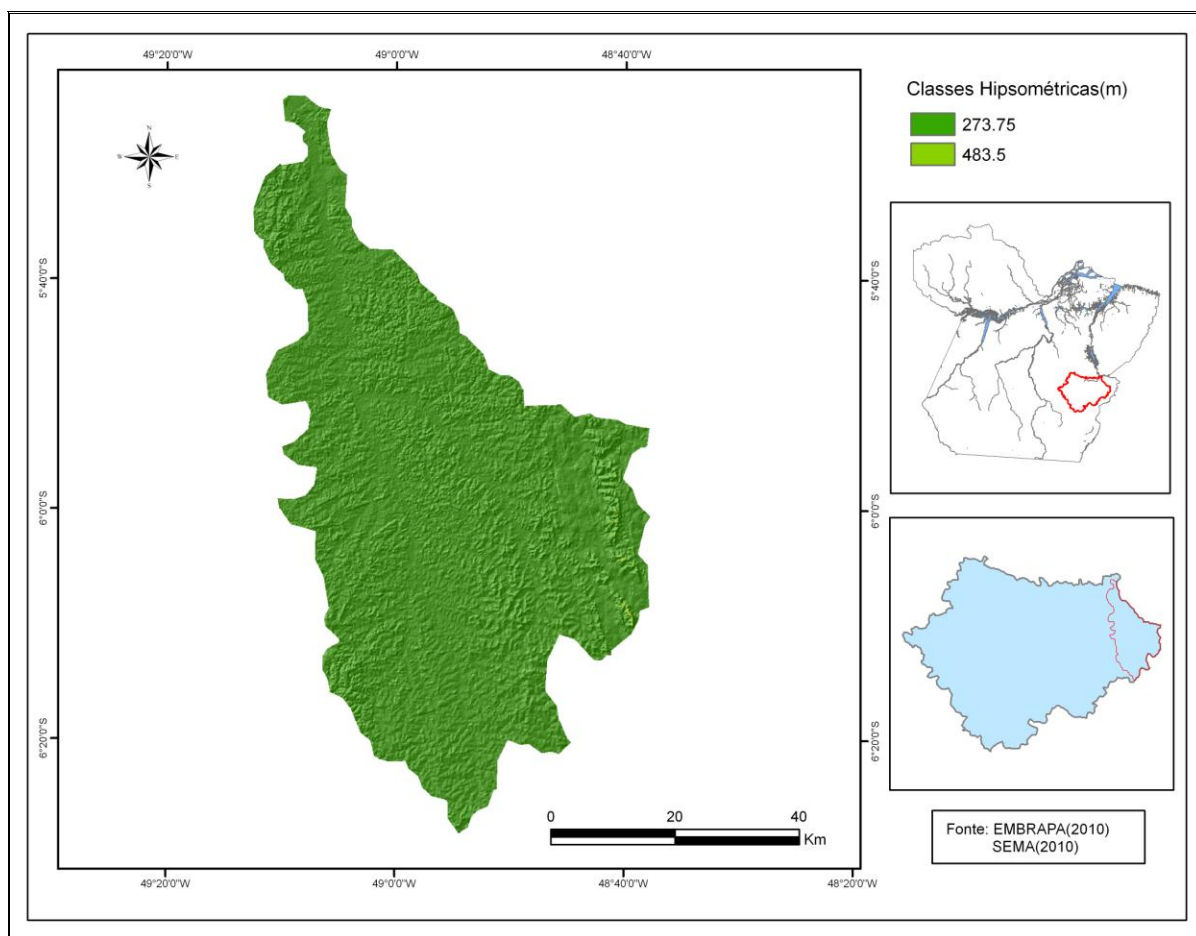 49°20'0"W
49°0'0"W
48°40'0"W
N
W
E
S
5°40'0"S
6°0'0"S
6°20'0"S
5°40'0"S
6°0'0"S
6°20'0"S
0
20
40
Km
49°20'0"W
49°0'0"W
48°40'0"W
48°20'0"W
Classes Hipsométricas(m)
273.75
483.5
Fonte: EMBRAPA(2010)
SEMA(2010)